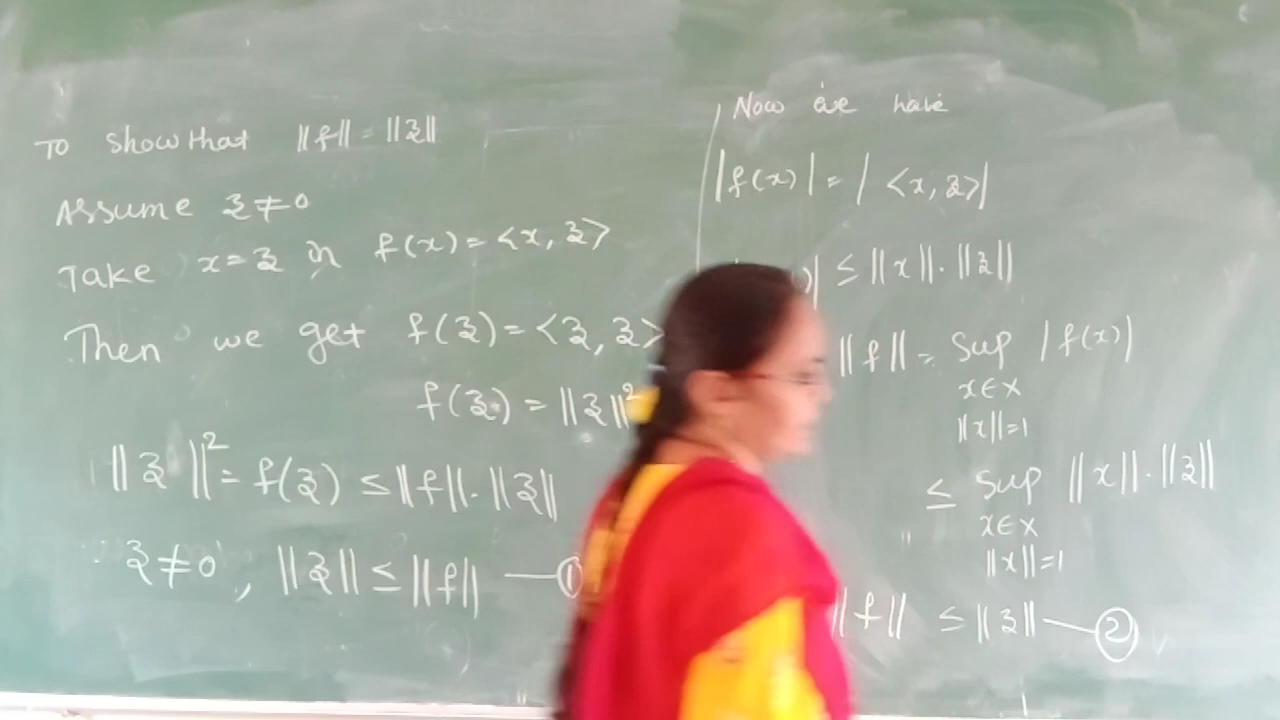 To show that ||f|| = ||z||
Assume z ≠ 0
Take x = z in f(x) = <x, z>
Then we get f(z) = <z, z>
f(z) = ||z||²
||z||² = f(z) ≤ ||f||. ||z||
z ≠ 0, ||z|| ≤ ||f|| — ①
Now we have
|f(x)| = | <x, z>|
)| ≤ ||x||. ||z||
||f|| = Sup |f(x)|
x∈X
||x||=1
≤ Sup ||x||. ||z||
x∈X
||x||=1
||f|| ≤ ||z|| — ②